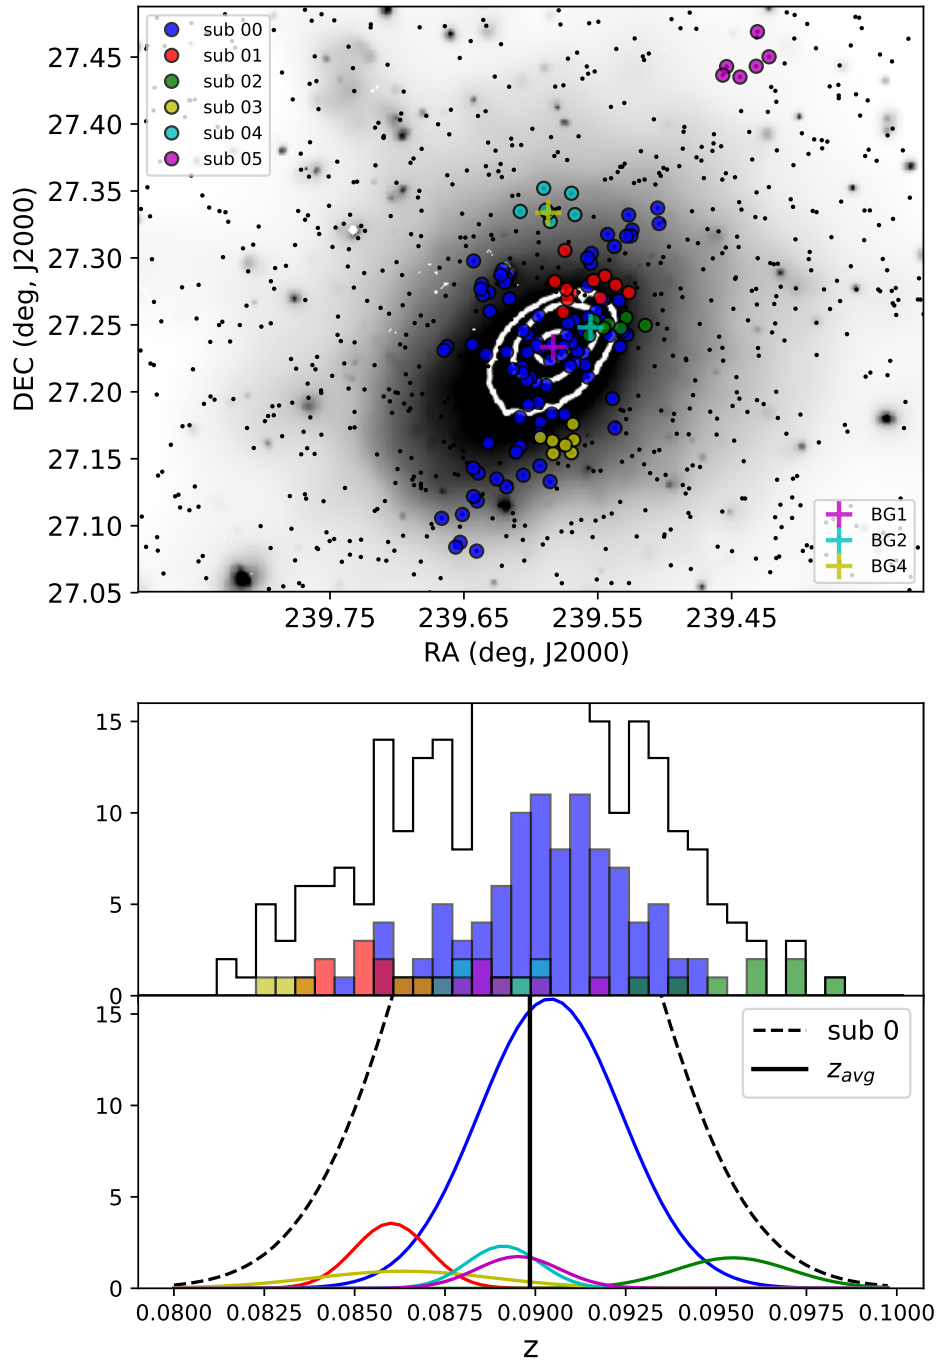 sub 00
sub 01
sub 02
sub 03
sub 04
sub 05
27.45
27.40
27.35
27.30
27.25
27.20
27.15
27.10
27.05
DEC (deg, J2000)
BG1
BG2
BG4
239.75 239.65 239.55 239.45
RA (deg, J2000)
15
10
5
0
15
10
5
0
sub 0
z_avg
0.0800 0.0825 0.0850 0.0875 0.0900 0.0925 0.0950 0.0975 0.1000
z